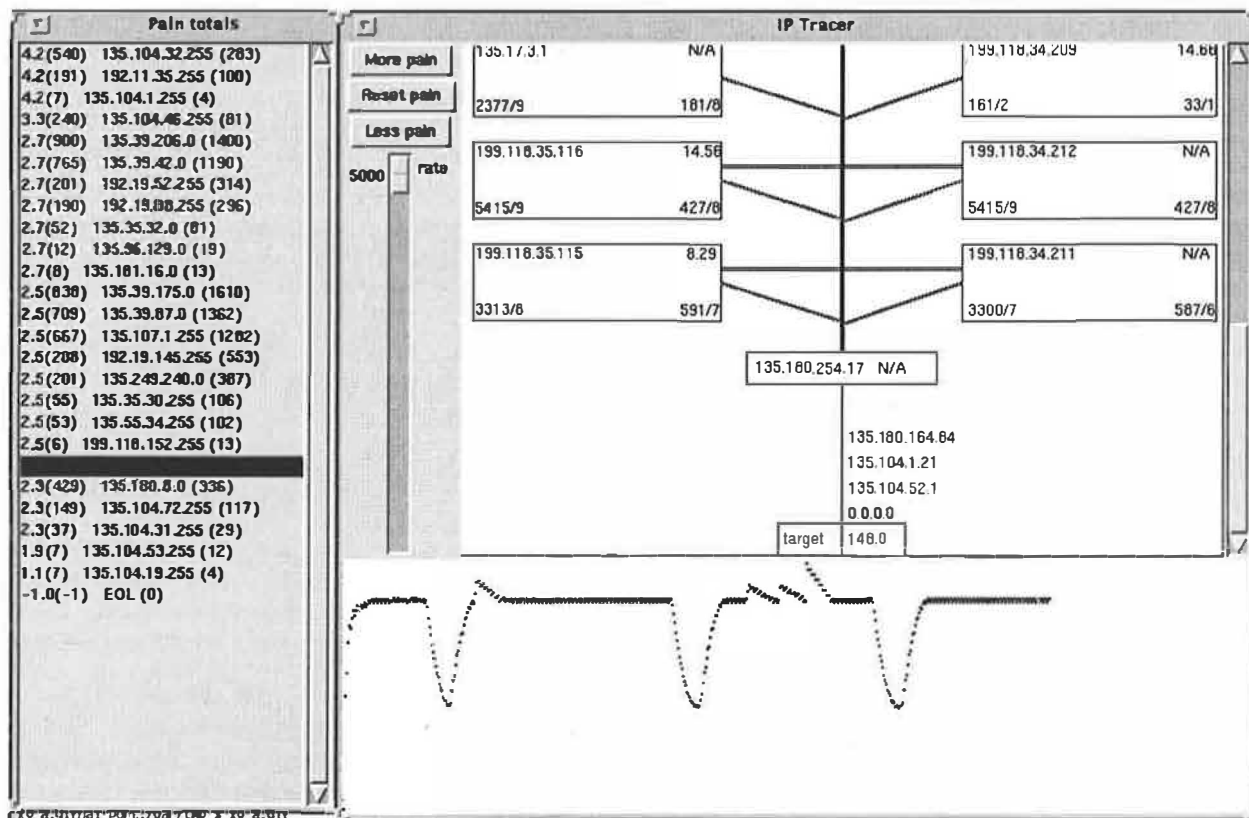 Pain totals
4.2(540) 135.104.32.255 (283)
4.2(191) 192.11.35.255 (100)
4.2(7) 135.104.1.255 (4)
3.3(240) 135.104.46.255 (81)
2.7(900) 135.39.206.0 (1400)
2.7(765) 135.39.42.0 (1190)
2.7(201) 192.19.52.255 (314)
2.7(190) 192.19.88.255 (296)
2.7(52) 135.35.32.0 (81)
2.7(12) 135.36.129.0 (19)
2.7(8) 135.181.16.0 (13)
2.5(838) 135.39.175.0 (1610)
2.5(709) 135.39.87.0 (1362)
2.5(667) 135.107.1.255 (1282)
2.5(288) 192.19.145.255 (553)
2.5(201) 135.249.240.0 (387)
2.5(55) 135.35.30.255 (106)
2.5(53) 135.55.34.255 (102)
2.5(6) 199.118.152.255 (13)
2.3(429) 135.180.8.0 (336)
2.3(149) 135.104.72.255 (117)
2.3(37) 135.104.31.255 (29)
1.9(7) 135.104.53.255 (12)
1.1(7) 135.104.19.255 (4)
-1.0(-1) EOL (0)
IP Tracer
More pain
Reset pain
Less pain
5000 rate
135.17.3.1 N/A
2377/9 181/8
199.118.34.209 14.66
161/2 33/1
199.118.35.116 14.56
5415/9 427/8
199.118.34.212 N/A
5415/9 427/8
199.118.35.115 8.29
3313/8 591/7
199.118.34.211 N/A
3300/7 587/6
135.180.254.17 N/A
135.180.164.84
135.104.1.21
135.104.52.1
0.0.0.0
target 148.0